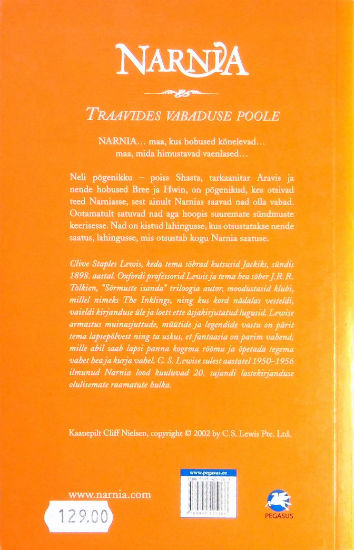 NARNIA
TRAAVIDES VABADUSE POOLE
NARNIA... maa, kus hobused kõnelevad...
maa, mida himustavad vaenlased...
Neli põgenikku – poiss Shasta, tarkaanitar Aravis ja
nende hobused Bree ja Hwin, on põgenikud, kes otsivad
teed Narniasse, sest ainult Narnias saavad nad olla vabad.
Ootamatult satuvad nad aga hoopis suuremate sündmuste
keerisesse. Nad on kistud lahingusse, kus otsustatakse nende
saatus, lahingusse, mis otsustab kogu Narnia saatuse.
Clive Staples Lewis, keda tema sõbrad kutsusid Jackiks, sündis
1898. aastal. Oxfordi professorid Lewis ja tema hea sõber J.R.R.
Tolkien, "Sõrmuste isanda" triloogia autor, moodustasid klubi,
millel nimeks The Inklings, ning kus kord nädalas vesteldi,
vaieldi kirjanduse üle ja loeti ette äsjakirjutatud lugusid. Lewise
armastus muinasjuttude, müütide ja legendide vastu on pärit
tema lapsepõlvest ning ta uskus, et fantaasia on parim vahend,
mille abil saab lapsi panna kogema rõõmu ja õpetada tegema
vahet hea ja kurja vahel. C. S. Lewise poolt aastatel 1950–1956
ilmunud Narnia lood kuuluvad 20. sajandi lastekirjanduse
olulisemate raamatute hulka.
Kaanepilt Cliff Nielsen, copyright © 2002 by C.S. Lewis Pte. Ltd.
www.pegasus.ee
www.narnia.com
PEGASUS
129.00